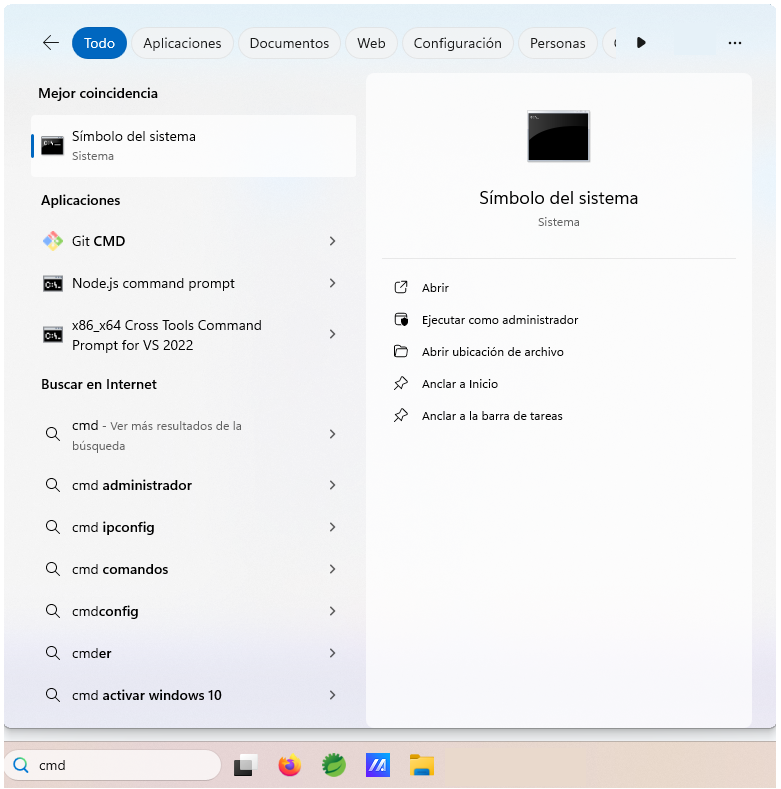 Todo Aplicaciones Documentos Web Configuración Personas
Mejor coincidencia
Símbolo del sistema
Sistema
Aplicaciones
Git CMD
Node.js command prompt
x86_x64 Cross Tools Command
Prompt for VS 2022
Buscar en Internet
cmd - Ver más resultados de la
búsqueda
cmd administrador
cmd ipconfig
cmd comandos
cmdconfig
cmder
cmd activar windows 10
Símbolo del sistema
Sistema
Abrir
Ejecutar como administrador
Abrir ubicación de archivo
Anclar a Inicio
Anclar a la barra de tareas
cmd